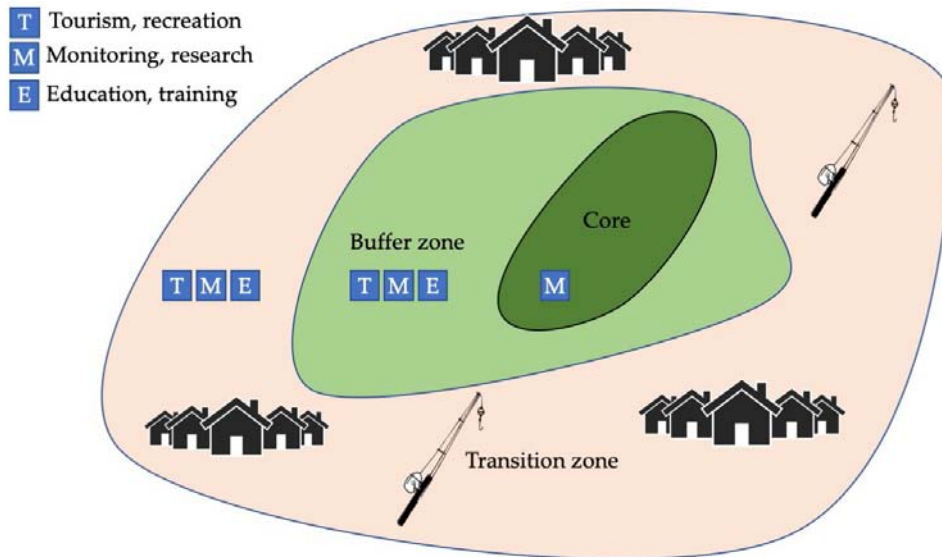 T Tourism, recreation
M Monitoring, research
E Education, training
Core
Buffer zone
T M E
T M E
M
Transition zone